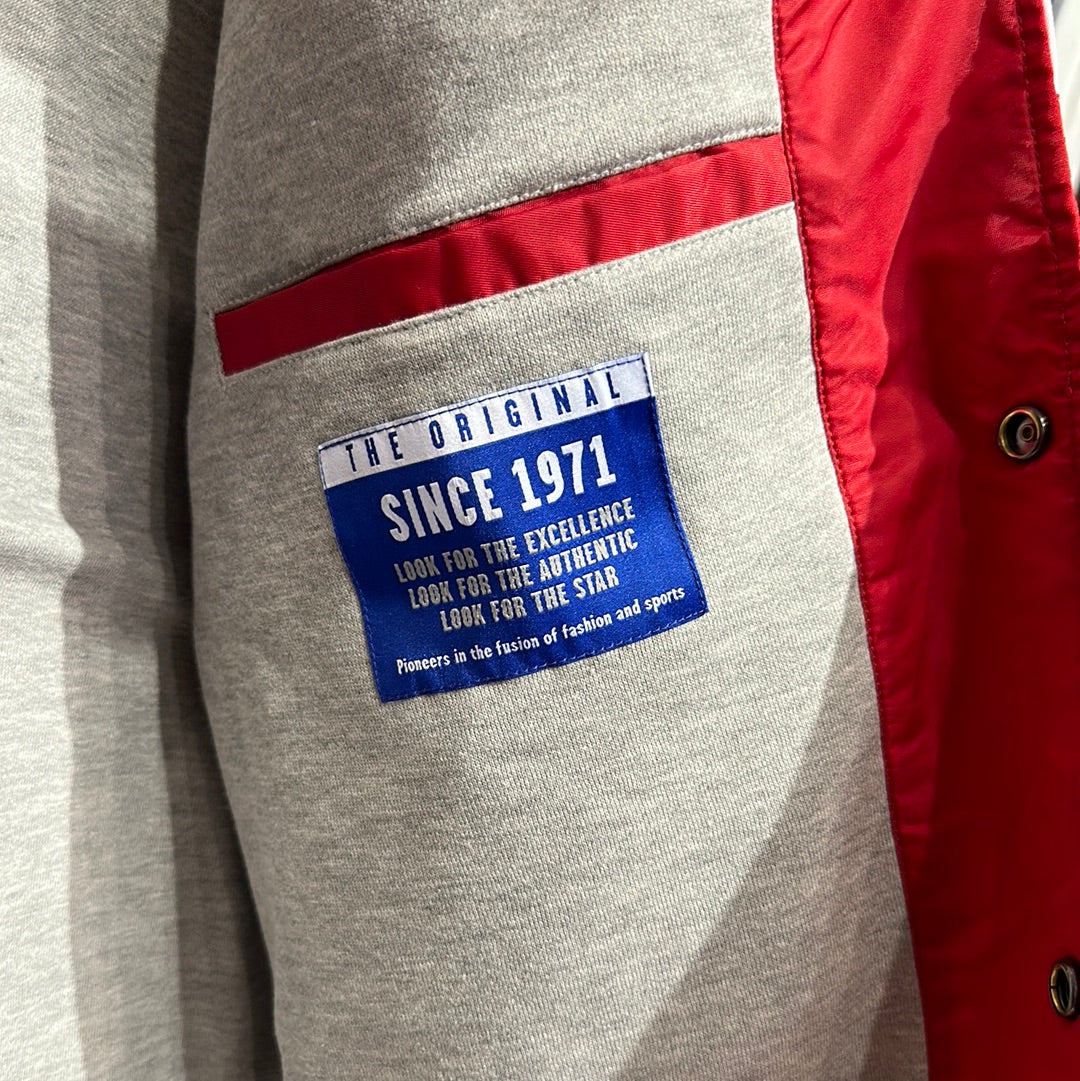 THE ORIGINAL
SINCE 1971
LOOK FOR THE EXCELLENCE
LOOK FOR THE AUTHENTIC
LOOK FOR THE STAR
Pioneers in the fusion of fashion and sports